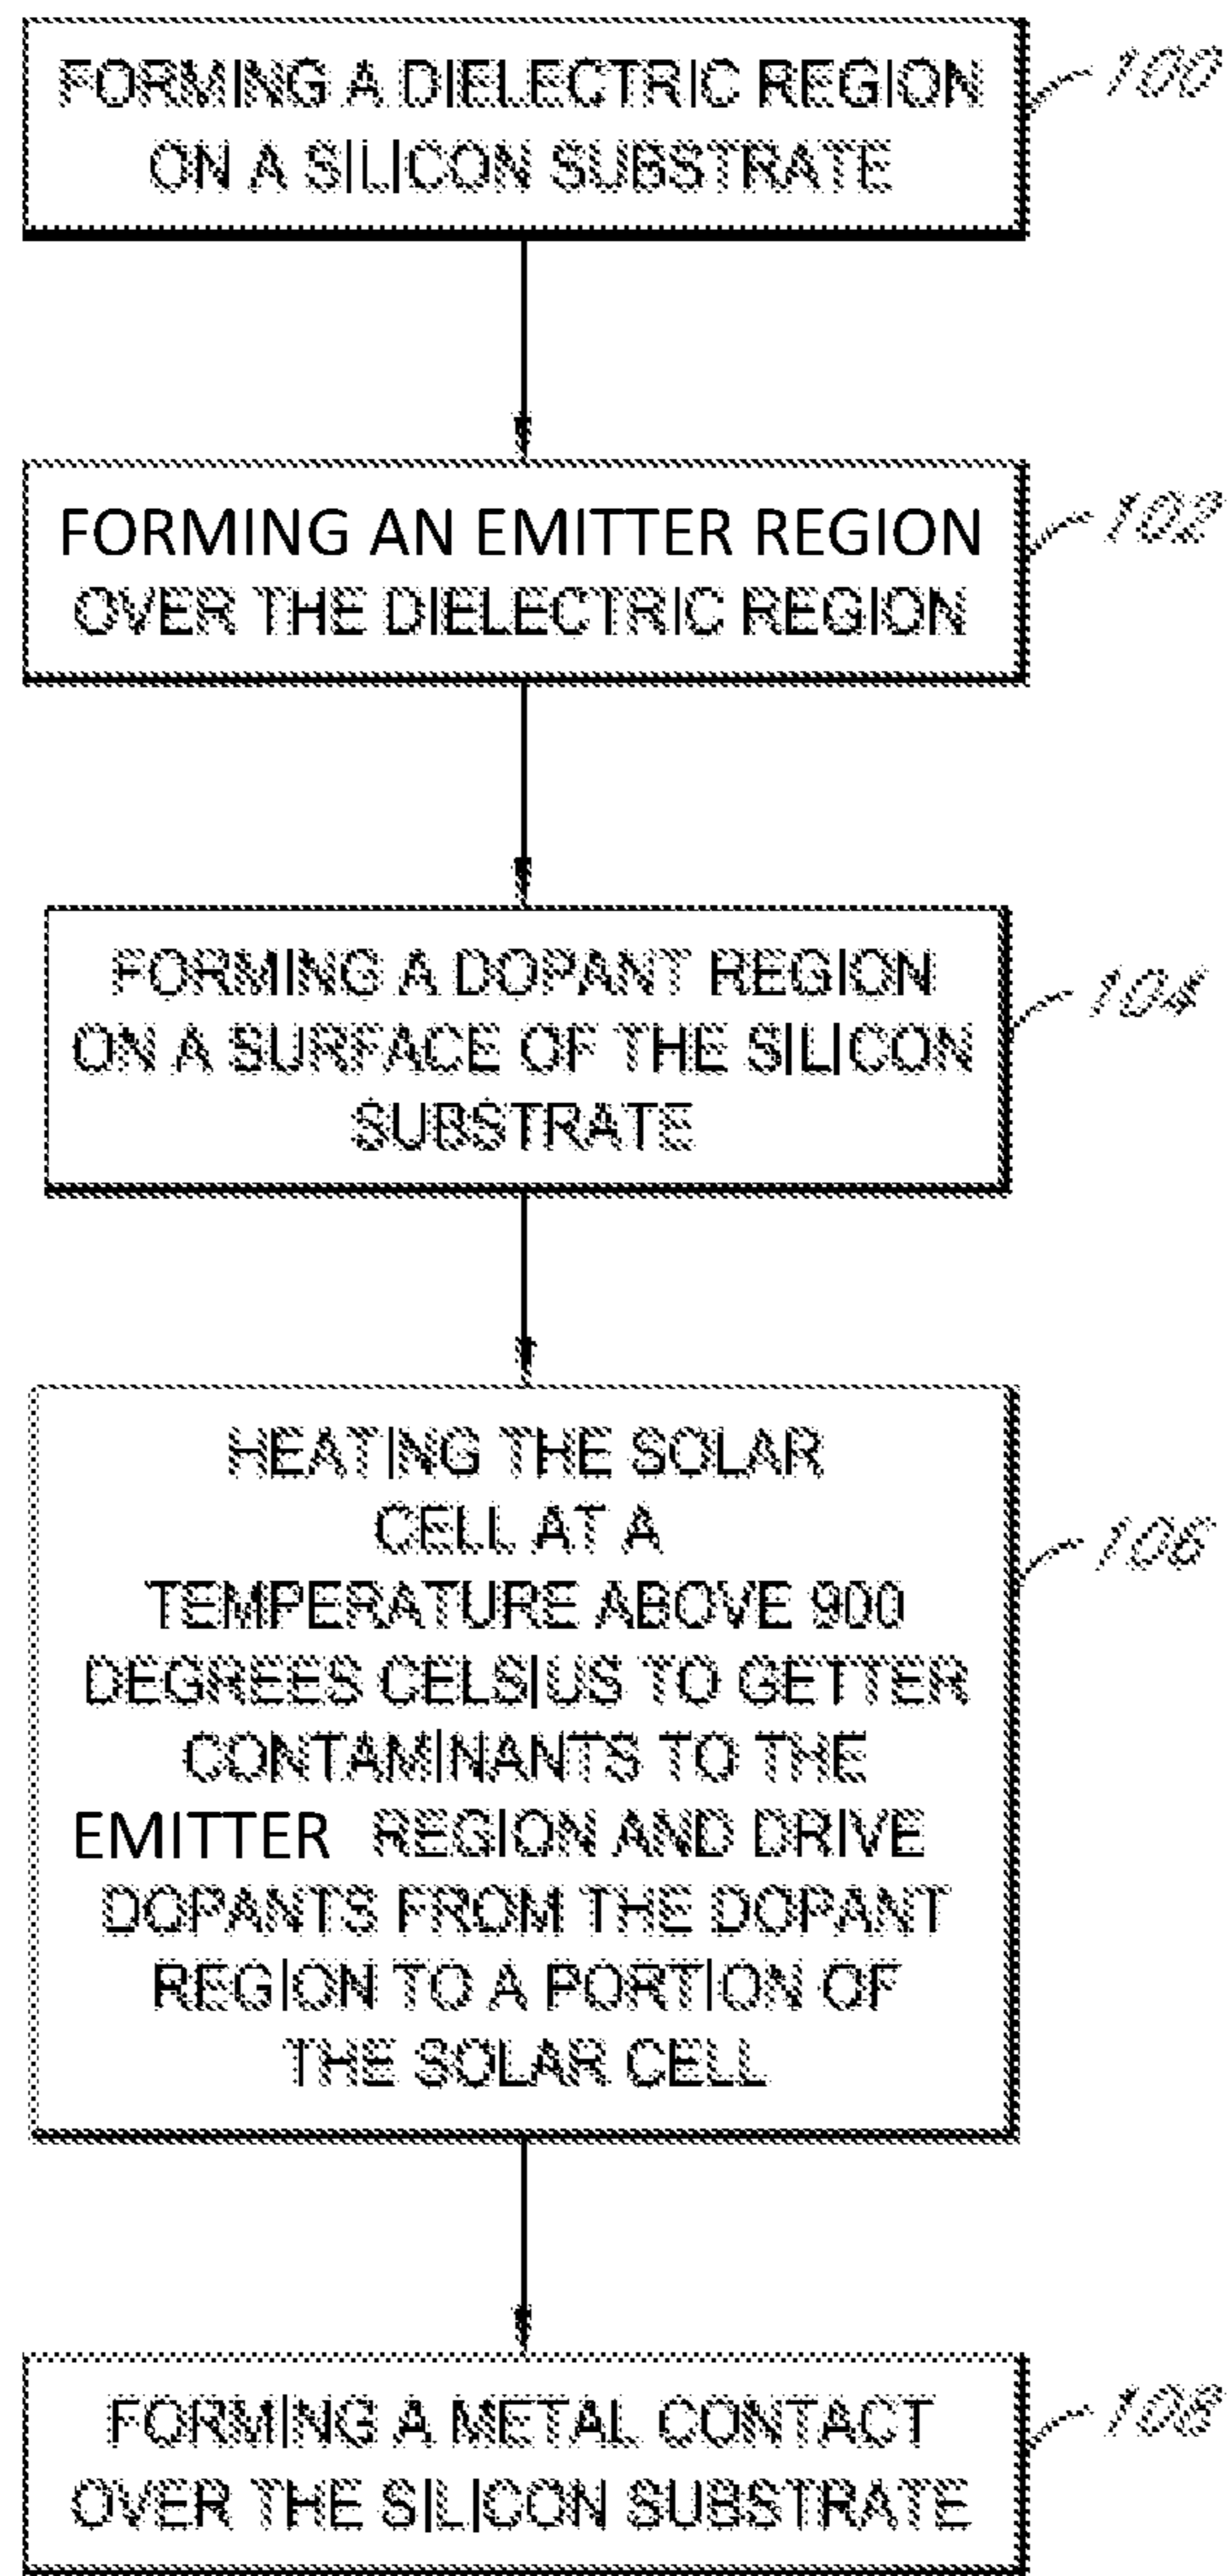 FORMING A DIELECTRIC REGION
ON A SILICON SUBSTRATE
100
FORMING AN EMITTER REGION
OVER THE DIELECTRIC REGION
102
FORMING A DOPANT REGION
ON A SURFACE OF THE SILICON
SUBSTRATE
104
HEATING THE SOLAR
CELL AT A
TEMPERATURE ABOVE 900
DEGREES CELSIUS TO GETTER
CONTAMINANTS TO THE
EMITTER REGION AND DRIVE
DOPANTS FROM THE DOPANT
REGION TO A PORTION OF
THE SOLAR CELL
106
FORMING A METAL CONTACT
OVER THE SILICON SUBSTRATE
108